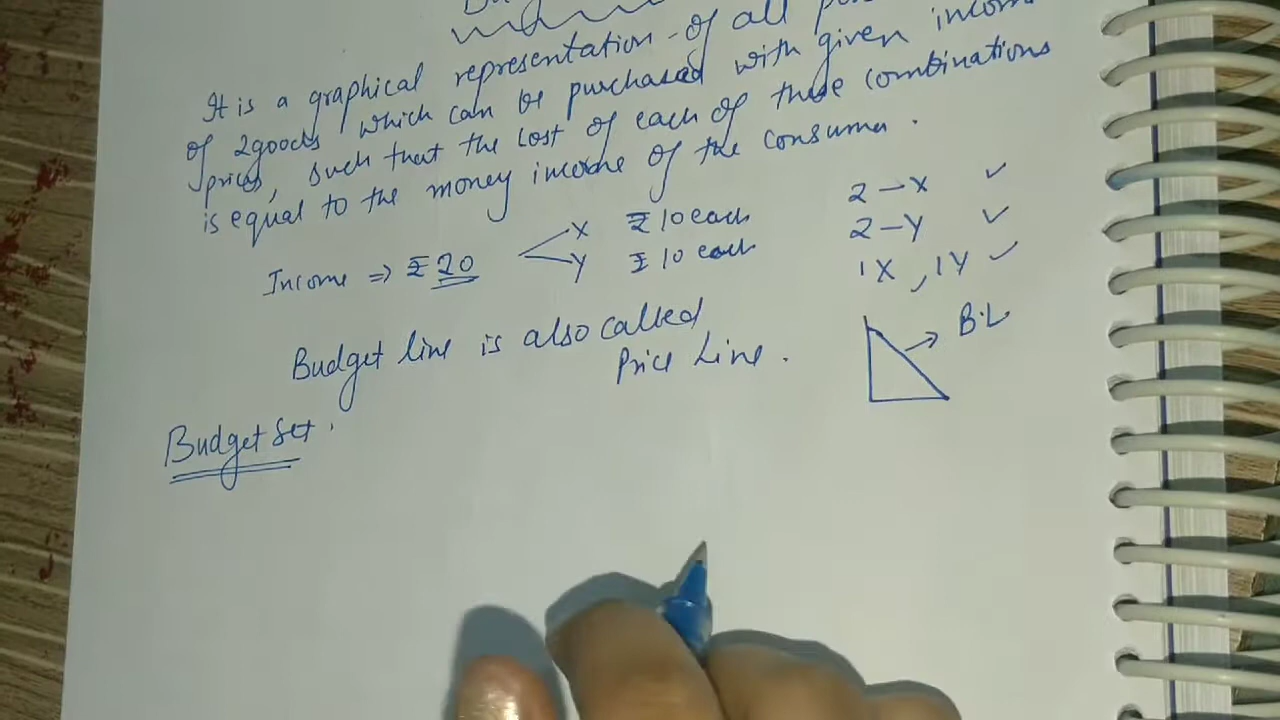 It is a graphical representation of all
of 2goods which can be purchased with given income
prices, such that the cost of each of these combinations
is equal to the money income of the consumer.
Income => ₹20 X ₹10 each
Y ₹10 each
2 - X ✓
2 - Y ✓
1X, 1Y ✓
Budget line is also called
Price Line.
B.L
Budget Set.